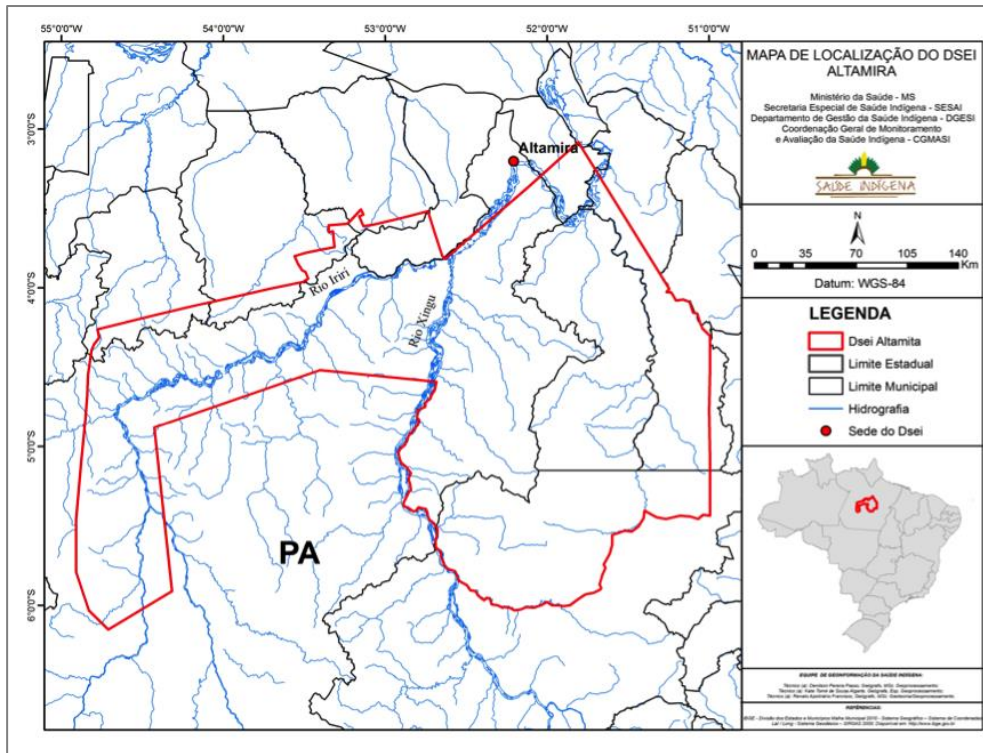 55°0'0"W 54°0'0"W 53°0'0"W 52°0'0"W 51°0'0"W
3°0'0"S
4°0'0"S
5°0'0"S
6°0'0"S
Altamira
Rio Iriri
Rio Xingu
PA
MAPA DE LOCALIZAÇÃO DO DSEI
ALTAMIRA
Ministério da Saúde - MS
Secretaria Especial de Saúde Indígena - SESAI
Departamento de Gestão da Saúde Indígena - DGESI
Coordenação Geral de Monitoramento
e Avaliação da Saúde Indígena - CGMASI
SAÚDE INDÍGENA
N
0 35 70 105 140
Km
Datum: WGS-84
LEGENDA
Dsei Altamita
Limite Estadual
Limite Municipal
Hidrografia
Sede do Dsei
EQUIPE DE GEOINFORMAÇÃO DA SAÚDE INDÍGENA:
REFERÊNCIAS: